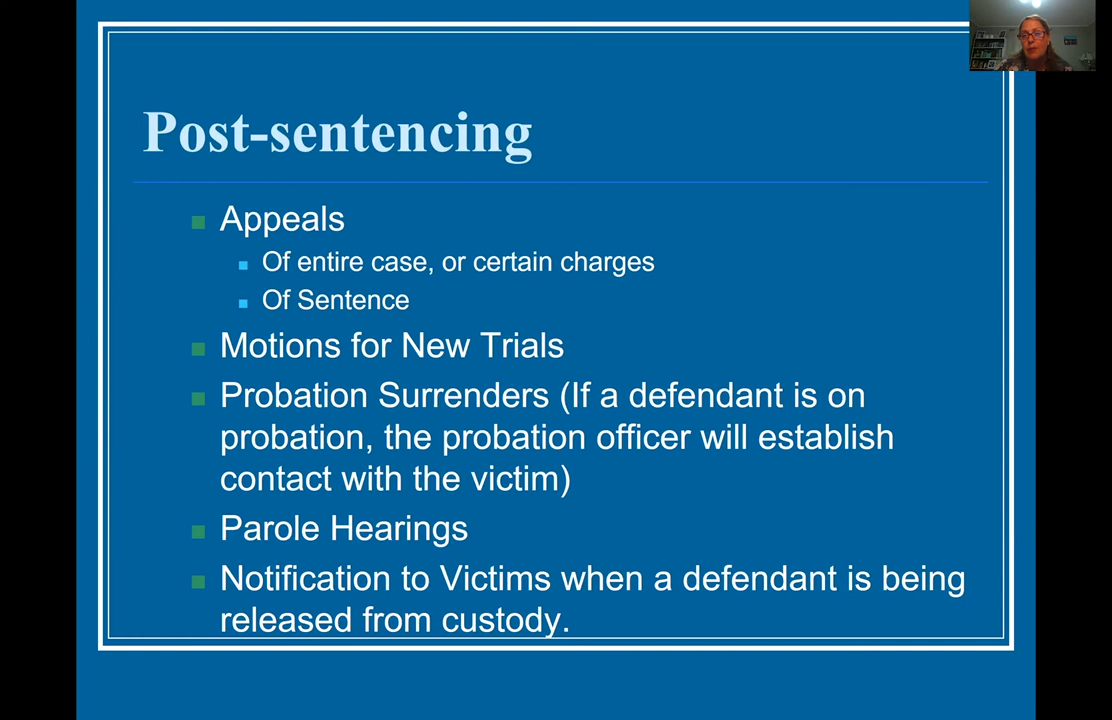 Post-sentencing
Appeals
Of entire case, or certain charges
Of Sentence
Motions for New Trials
Probation Surrenders (If a defendant is on
probation, the probation officer will establish
contact with the victim)
Parole Hearings
Notification to Victims when a defendant is being
released from custody.